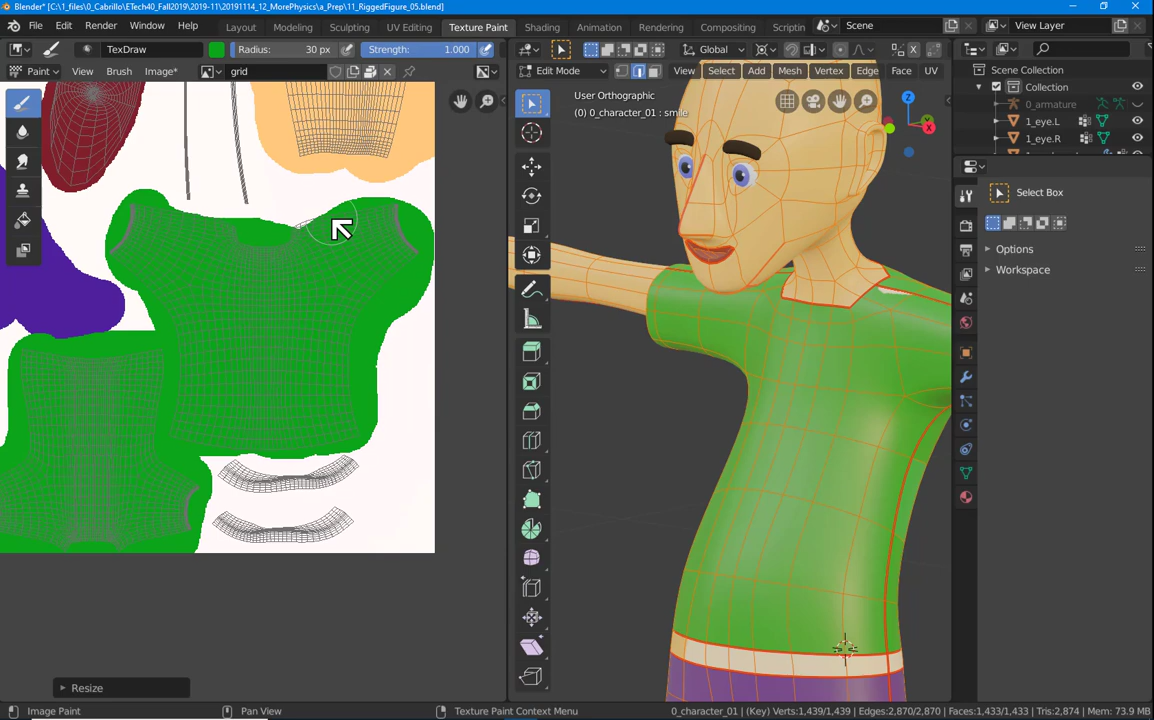 Blender* [C:\1_files\0_Cabrillo\ETech40_Fall2019\2019-11\20191114_12_MorePhysics\a_Prep\11_RiggedFigure_05.blend]
File Edit Render Window Help Layout Modeling Sculpting UV Editing Texture Paint Shading Animation Rendering Compositing Scriptin Scene View Layer
TexDraw Radius: 30 px Strength: 1.000 Global
Paint View Brush Image* grid Edit Mode View Select Add Mesh Vertex Edge Face UV Scene Collection
Collection
User Orthographic
(0) 0_character_01 : smile
0_armature
1_eye.L
1_eye.R
Select Box
Options
Workspace
X
Y
Z
Resize
Image Paint Pan View Texture Paint Context Menu 0_character_01 | (Key) Verts:1,439/1,439 | Edges:2,870/2,870 | Faces:1,433/1,433 | Tris:2,874 | Mem: 73.9 MB